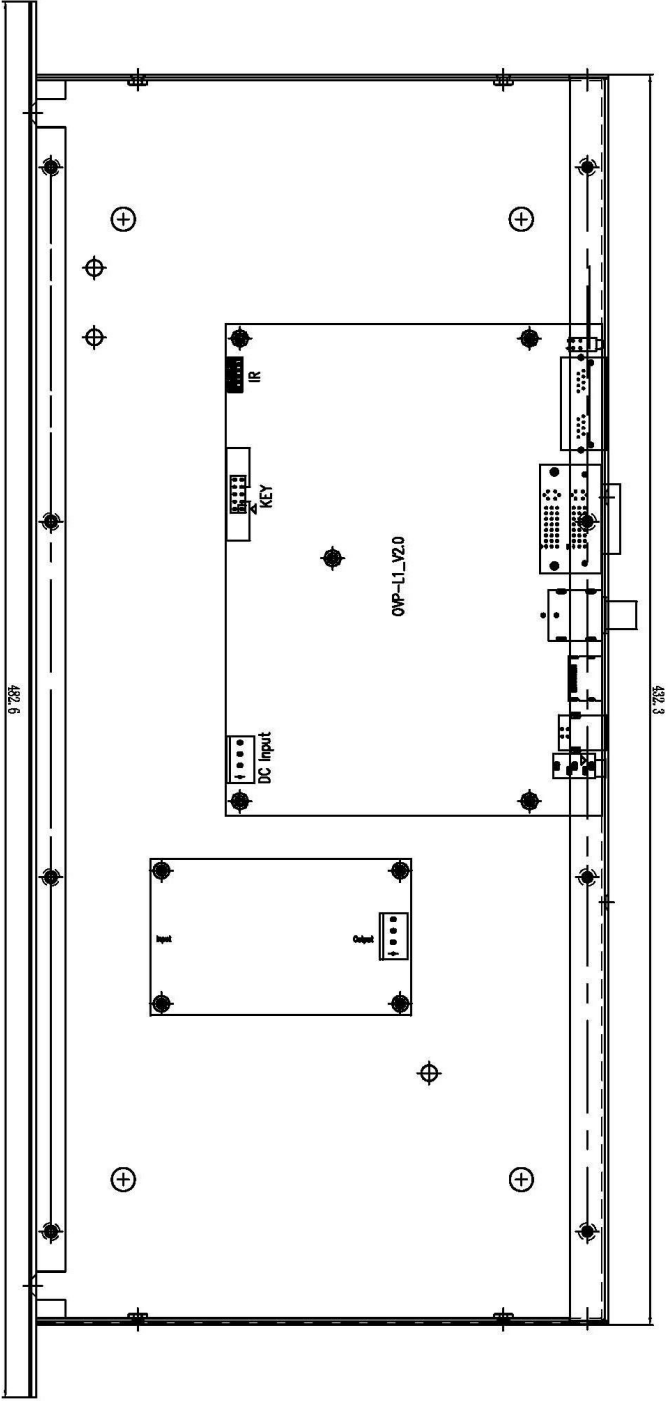 432.3
IR
KEY
OVP-L1_V2.0
DC Input
Input
Output
482.6